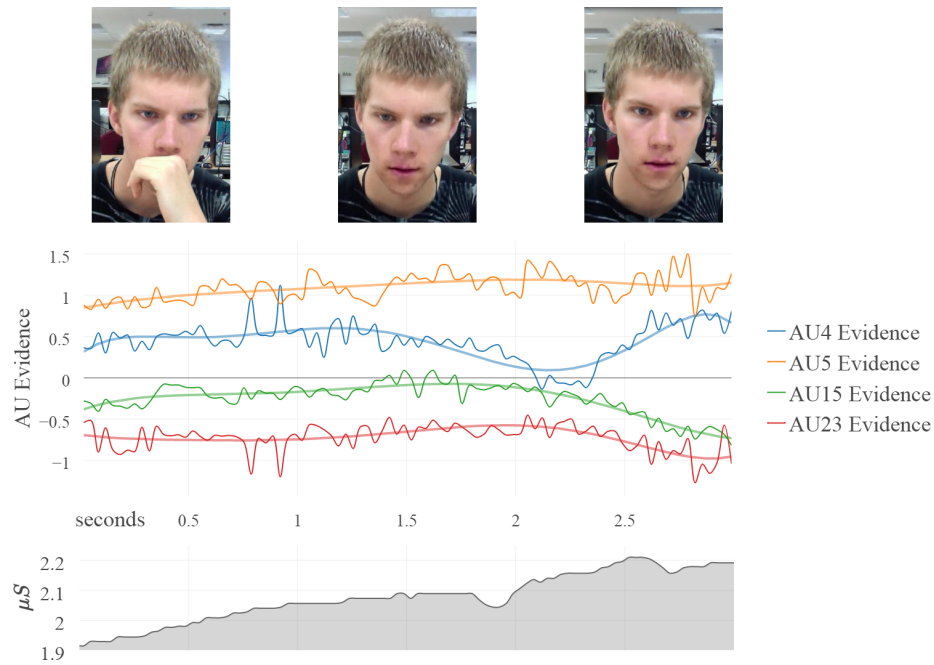 1.5
1
0.5
0
−0.5
−1
AU Evidence
AU4 Evidence
AU5 Evidence
AU15 Evidence
AU23 Evidence
seconds
0.5
1
1.5
2
2.5
2.2
2.1
2
1.9
μS